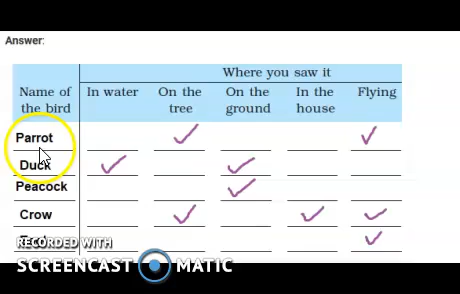 Answer:
Where you saw it
Name of the bird In water On the tree On the ground In the house Flying
Parrot
Duck
Peacock
Crow
RECORDED WITH
SCREENCAST MATIC